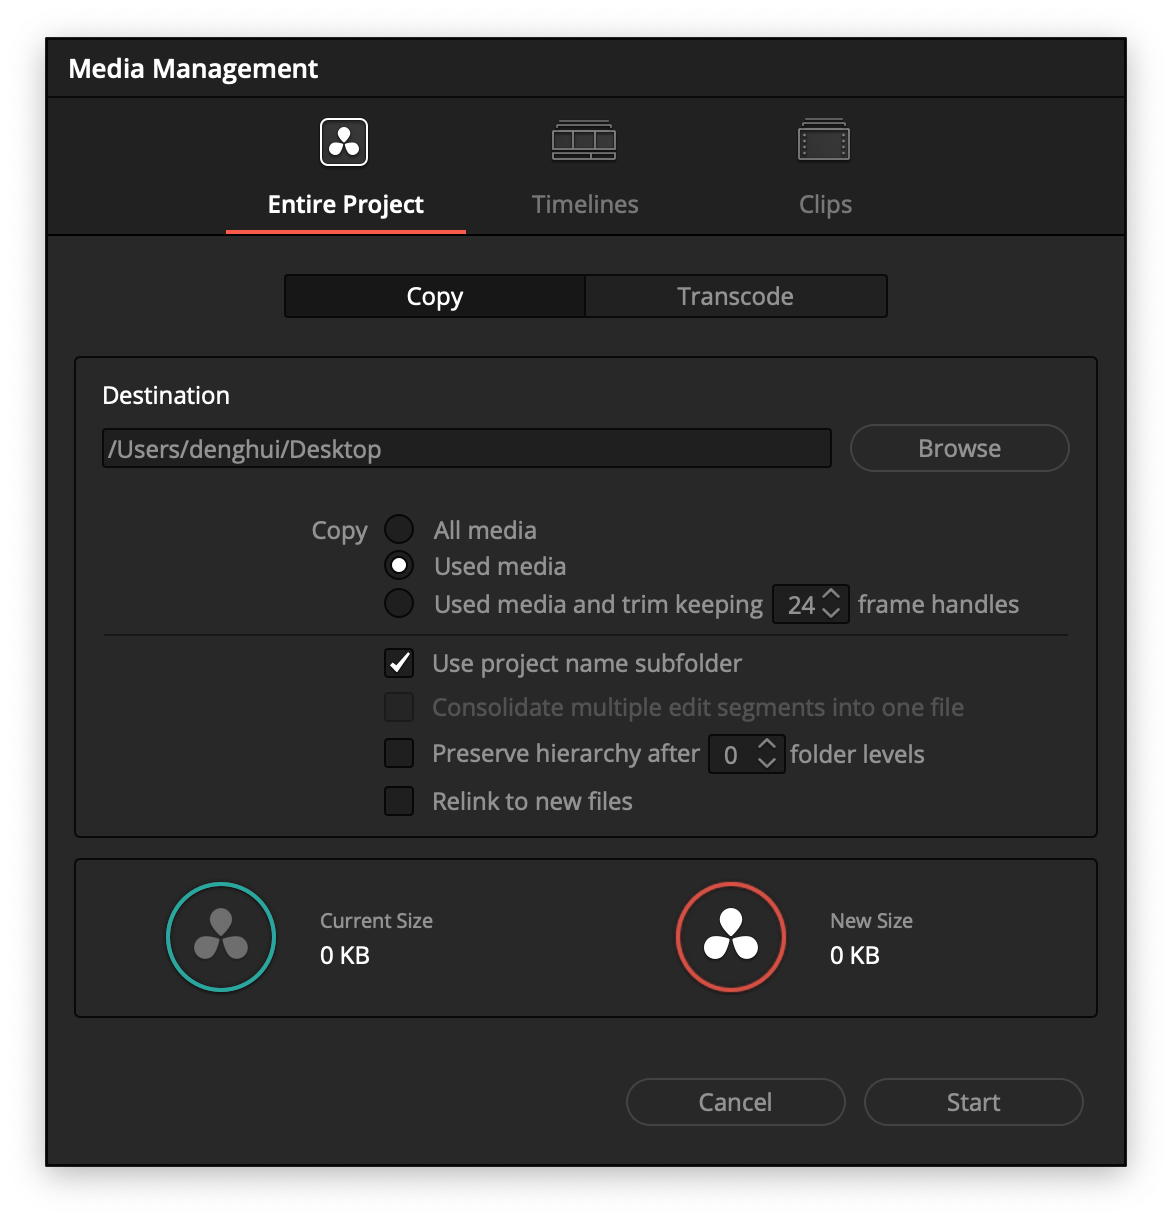 Media Management
Entire Project
Timelines
Clips
Copy
Transcode
Destination
/Users/denghui/Desktop
Browse
Copy
All media
Used media
Used media and trim keeping 24 frame handles
Use project name subfolder
Consolidate multiple edit segments into one file
Preserve hierarchy after 0 folder levels
Relink to new files
Current Size
0 KB
New Size
0 KB
Cancel
Start